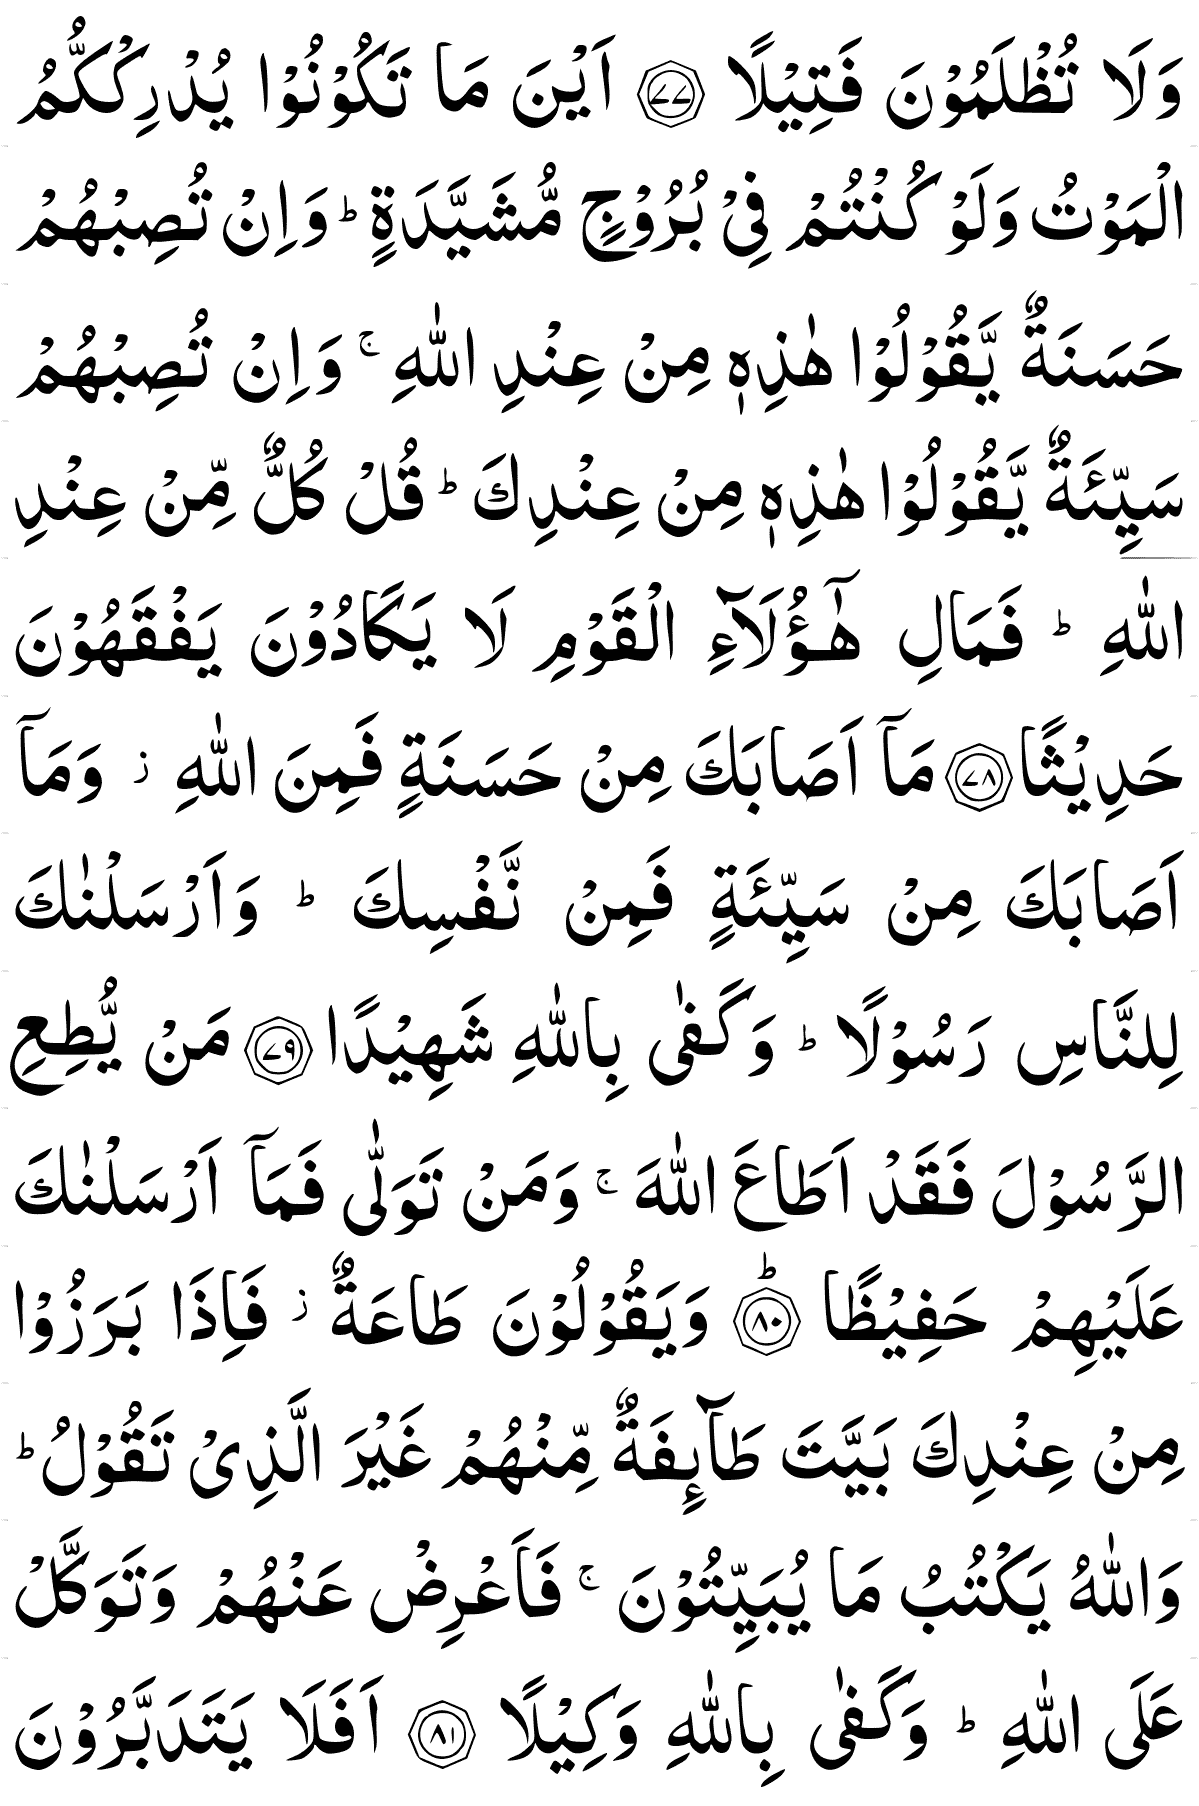 وَلَا تُظْلَمُوْنَ فَتِيْلًا ۝٧٧ اَيْنَ مَا تَكُوْنُوْا يُدْرِكْكُّمُ
الْمَوْتُ وَلَوْ كُنْتُمْ فِىْ بُرُوْجٍ مُّشَيَّدَةٍ ؕ وَاِنْ تُصِبْهُمْ
حَسَنَةٌ يَّقُوْلُوْا هٰذِهٖ مِنْ عِنْدِ اللّٰهِ ۚ وَاِنْ تُصِبْهُمْ
سَيِّئَةٌ يَّقُوْلُوْا هٰذِهٖ مِنْ عِنْدِكَ ؕ قُلْ كُلٌّ مِّنْ عِنْدِ
اللّٰهِ ؕ فَمَالِ هٰٓؤُلَآءِ الْقَوْمِ لَا يَكَادُوْنَ يَفْقَهُوْنَ
حَدِيْثًا ۝٧٨ مَاۤ اَصَابَكَ مِنْ حَسَنَةٍ فَمِنَ اللّٰهِ ز وَمَاۤ
اَصَابَكَ مِنْ سَيِّئَةٍ فَمِنْ نَّفْسِكَ ؕ وَاَرْسَلْنٰكَ
لِلنَّاسِ رَسُوْلًا ؕ وَكَفٰى بِاللّٰهِ شَهِيْدًا ۝٧٩ مَنْ يُّطِعِ
الرَّسُوْلَ فَقَدْ اَطَاعَ اللّٰهَ ۚ وَمَنْ تَوَلّٰى فَمَاۤ اَرْسَلْنٰكَ
عَلَيْهِمْ حَفِيْظًا ؕ۝٨٠ وَيَقُوْلُوْنَ طَاعَةٌ ز فَاِذَا بَرَزُوْا
مِنْ عِنْدِكَ بَيَّتَ طَآئِفَةٌ مِّنْهُمْ غَيْرَ الَّذِىْ تَقُوْلُ ؕ
وَاللّٰهُ يَكْتُبُ مَا يُبَيِّتُوْنَ ۚ فَاَعْرِضْ عَنْهُمْ وَتَوَكَّلْ
عَلَى اللّٰهِ ؕ وَكَفٰى بِاللّٰهِ وَكِيْلًا ۝٨١ اَفَلَا يَتَدَبَّرُوْنَ